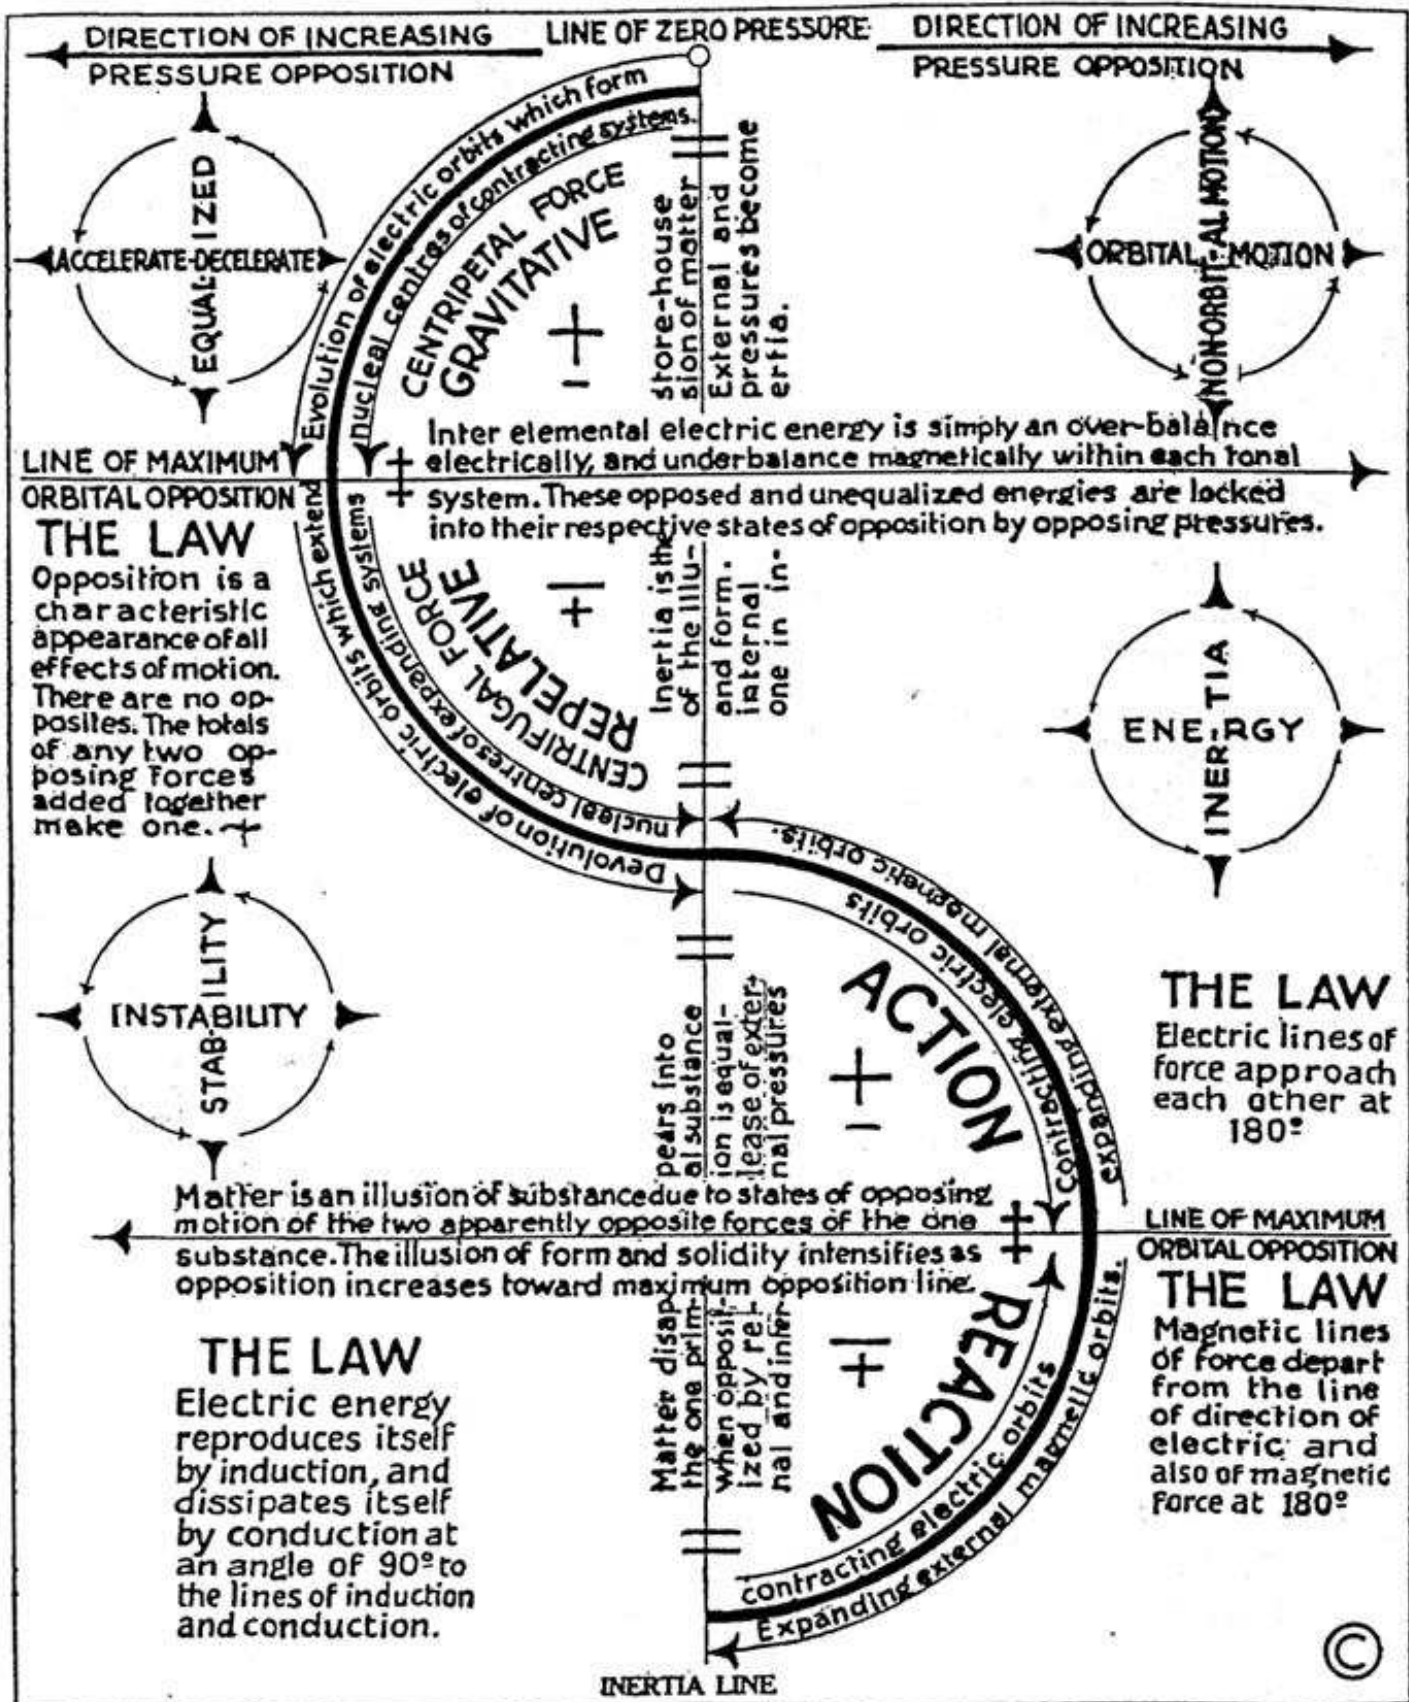 DIRECTION OF INCREASING
PRESSURE OPPOSITION
LINE OF ZERO PRESSURE
DIRECTION OF INCREASING
PRESSURE OPPOSITION
EQUAL-IZED
ACCELERATE-DECELERATE
NON ORBIT-AL MOTION
ORBITAL-MOTION
Evolution of electric orbits which form
nucleal centres of contracting systems.
CENTRIPETAL FORCE
GRAVITATIVE
+
-
Inertia is the store-house
of the illusion of matter
and form. External and
internal pressures become
one in inertia.
Inter elemental electric energy is simply an over-balance
electrically, and underbalance magnetically within each tonal
system. These opposed and unequalized energies are locked
into their respective states of opposition by opposing pressures.
LINE OF MAXIMUM
ORBITAL OPPOSITION
THE LAW
Opposition is a
characteristic
appearance of all
effects of motion.
There are no op-
posites. The totals
of any two op-
posing forces
added together
make one.
CENTRIFUGAL FORCE
REPELATIVE
-
+
nucleal centres of expanding systems
Devolution of electric orbits which extend
INER-TIA
ENE-RGY
STAB-ILITY
INSTABILITY
expanding external magnetic orbits.
Contracting electric orbits
ACTION
+
-
THE LAW
Electric lines of
force approach
each other at
180º
Matter disap-pears into
the one prim-al substance
when opposit-ion is equal-
ized by re-lease of exter-
nal and inter-nal pressures
Matter is an illusion of substance due to states of opposing
motion of the two apparently opposite forces of the one
substance. The illusion of form and solidity intensifies as
opposition increases toward maximum opposition line.
LINE OF MAXIMUM
ORBITAL OPPOSITION
THE LAW
Magnetic lines
of force depart
from the line
of direction of
electric and
also of magnetic
force at 180º
THE LAW
Electric energy
reproduces itself
by induction, and
dissipates itself
by conduction at
an angle of 90º to
the lines of induction
and conduction.
REACTION
-
+
contracting electric orbits
Expanding external magnetic orbits.
INERTIA LINE
©